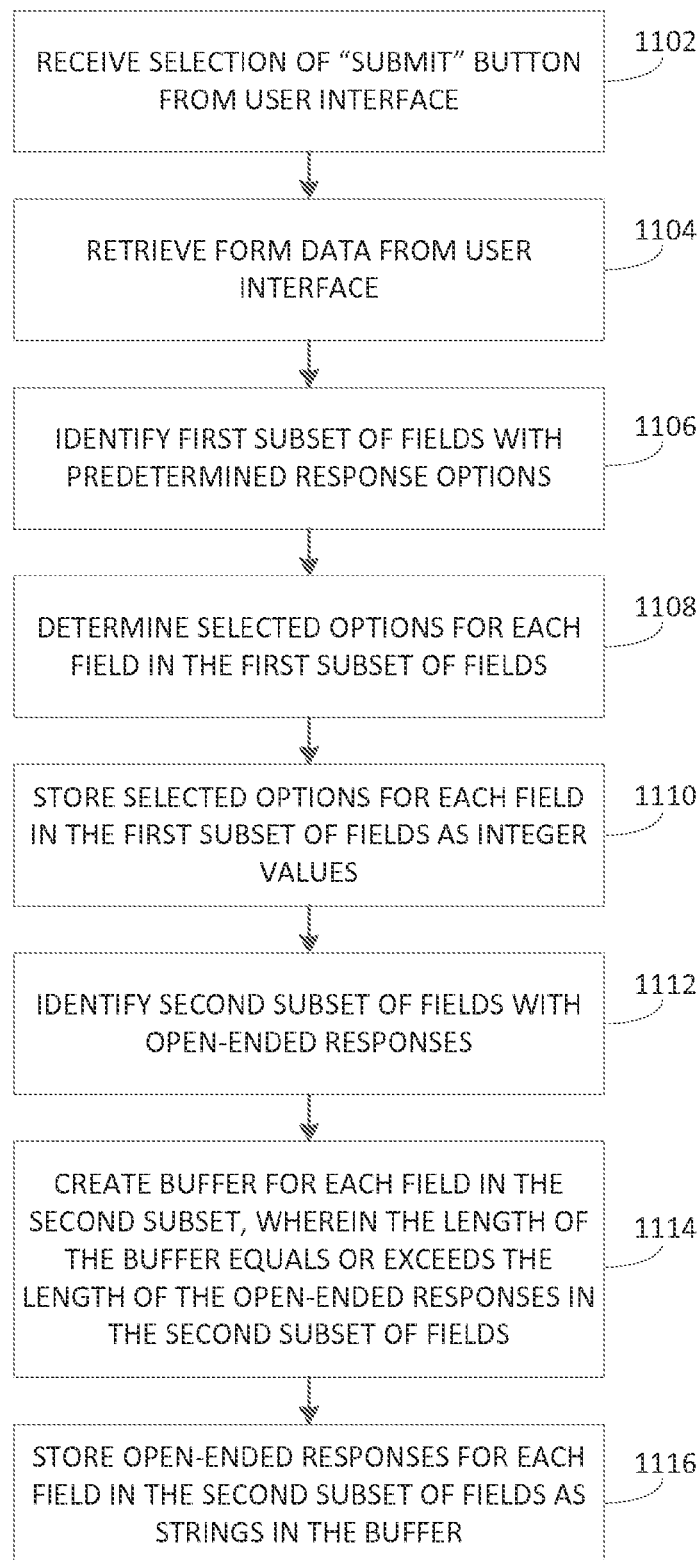 RECEIVE SELECTION OF “SUBMIT” BUTTON
FROM USER INTERFACE
1102
RETRIEVE FORM DATA FROM USER
INTERFACE
1104
IDENTIFY FIRST SUBSET OF FIELDS WITH
PREDETERMINED RESPONSE OPTIONS
1106
DETERMINE SELECTED OPTIONS FOR EACH
FIELD IN THE FIRST SUBSET OF FIELDS
1108
STORE SELECTED OPTIONS FOR EACH FIELD
IN THE FIRST SUBSET OF FIELDS AS INTEGER
VALUES
1110
IDENTIFY SECOND SUBSET OF FIELDS WITH
OPEN-ENDED RESPONSES
1112
CREATE BUFFER FOR EACH FIELD IN THE
SECOND SUBSET, WHEREIN THE LENGTH OF
THE BUFFER EQUALS OR EXCEEDS THE
LENGTH OF THE OPEN-ENDED RESPONSES IN
THE SECOND SUBSET OF FIELDS
1114
STORE OPEN-ENDED RESPONSES FOR EACH
FIELD IN THE SECOND SUBSET OF FIELDS AS
STRINGS IN THE BUFFER
1116